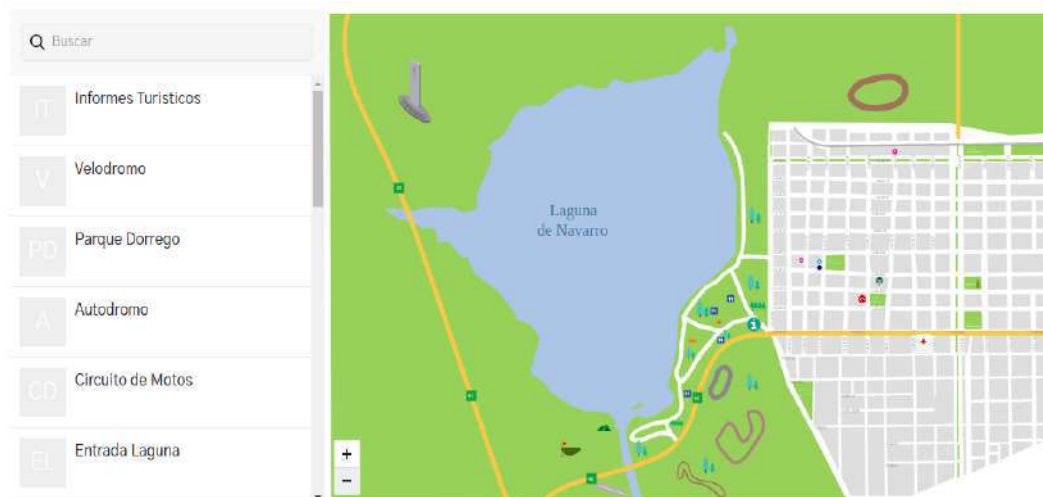 Buscar
IT
Informes Turisticos
V
Velodromo
PD
Parque Dorrego
A
Autodromo
CD
Circuito de Motos
EL
Entrada Laguna
Laguna
de Navarro
+
−